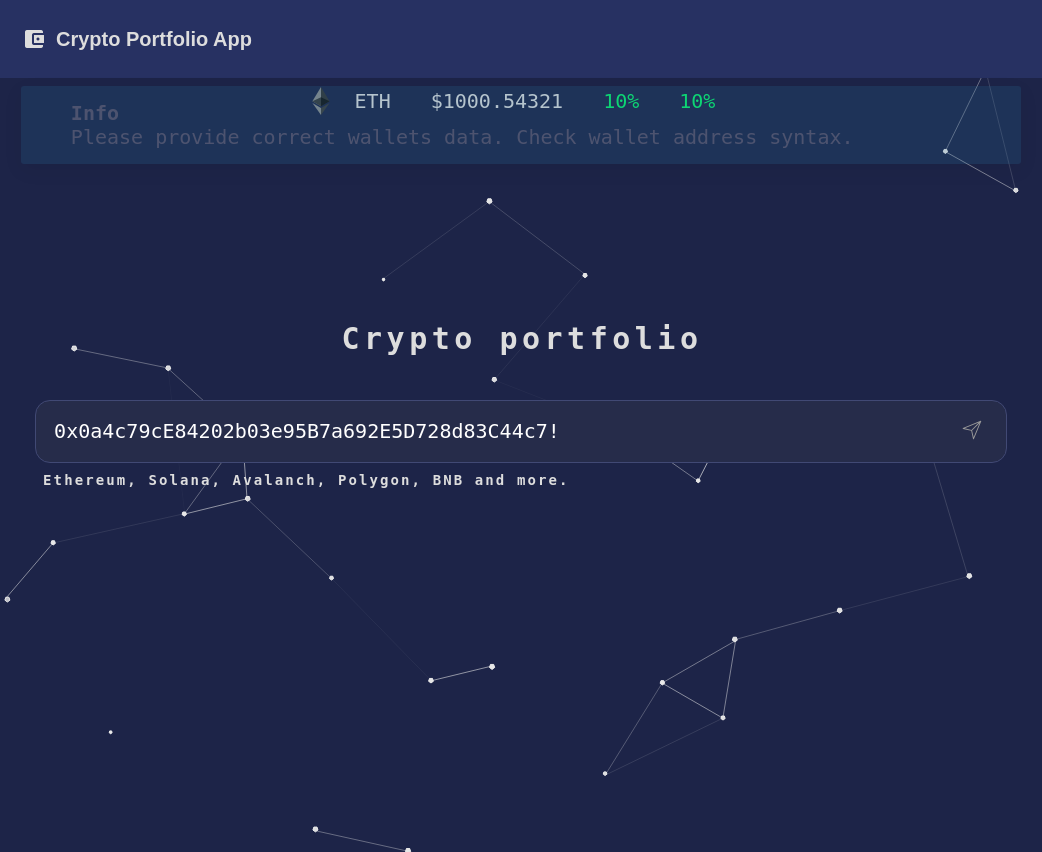 Crypto Portfolio App
ETH $1000.54321 10% 10%
Info
Please provide correct wallets data. Check wallet address syntax.
Crypto portfolio
0x0a4c79cE84202b03e95B7a692E5D728d83C44c7!
Ethereum, Solana, Avalanch, Polygon, BNB and more.